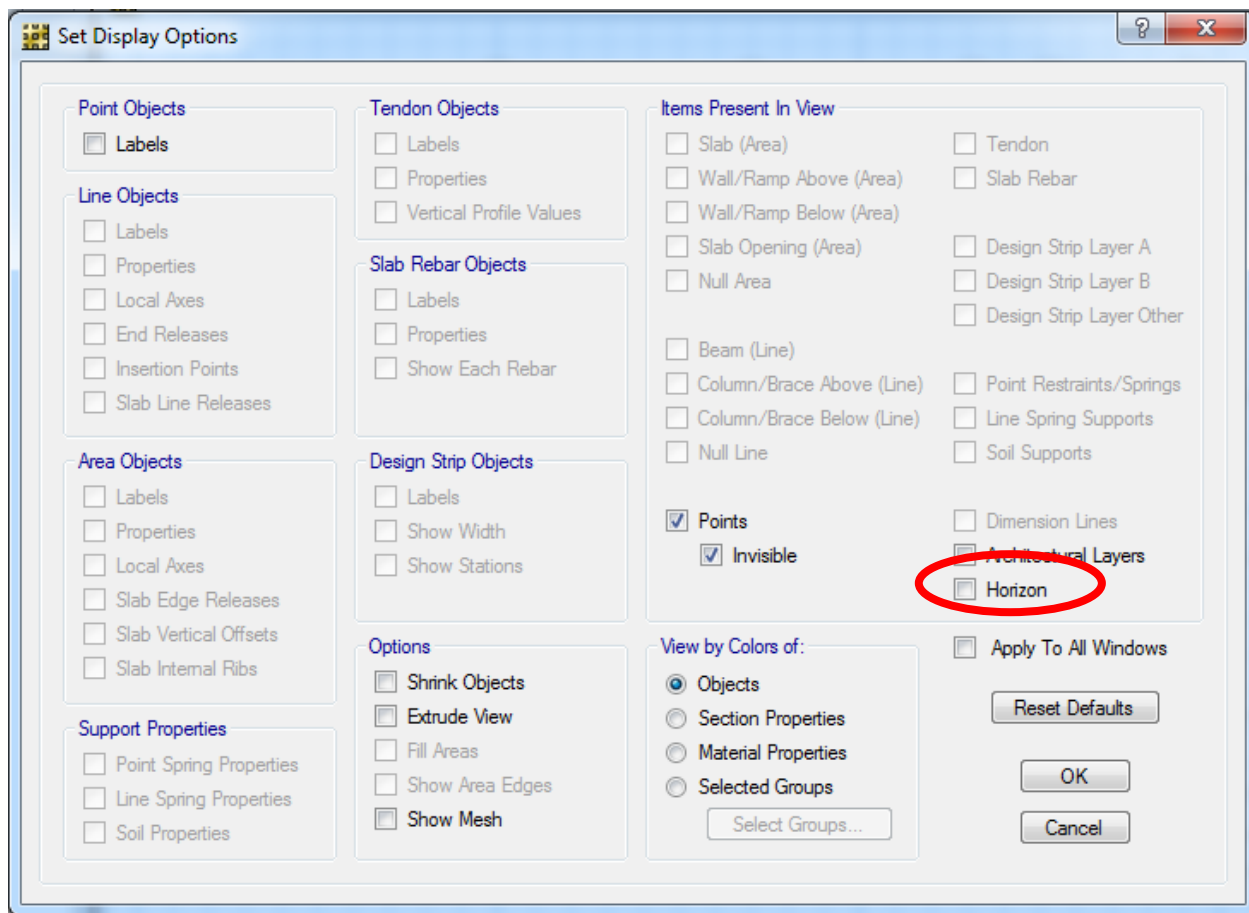 Set Display Options
Point Objects
Labels
Line Objects
Labels
Properties
Local Axes
End Releases
Insertion Points
Slab Line Releases
Area Objects
Labels
Properties
Local Axes
Slab Edge Releases
Slab Vertical Offsets
Slab Internal Ribs
Support Properties
Point Spring Properties
Line Spring Properties
Soil Properties
Tendon Objects
Labels
Properties
Vertical Profile Values
Slab Rebar Objects
Labels
Properties
Show Each Rebar
Design Strip Objects
Labels
Show Width
Show Stations
Options
Shrink Objects
Extrude View
Fill Areas
Show Area Edges
Show Mesh
Items Present In View
Slab (Area)
Wall/Ramp Above (Area)
Wall/Ramp Below (Area)
Slab Opening (Area)
Null Area
Beam (Line)
Column/Brace Above (Line)
Column/Brace Below (Line)
Null Line
Points
Invisible
Tendon
Slab Rebar
Design Strip Layer A
Design Strip Layer B
Design Strip Layer Other
Point Restraints/Springs
Line Spring Supports
Soil Supports
Dimension Lines
Architectural Layers
Horizon
View by Colors of:
Objects
Section Properties
Material Properties
Selected Groups
Select Groups...
Apply To All Windows
Reset Defaults
OK
Cancel